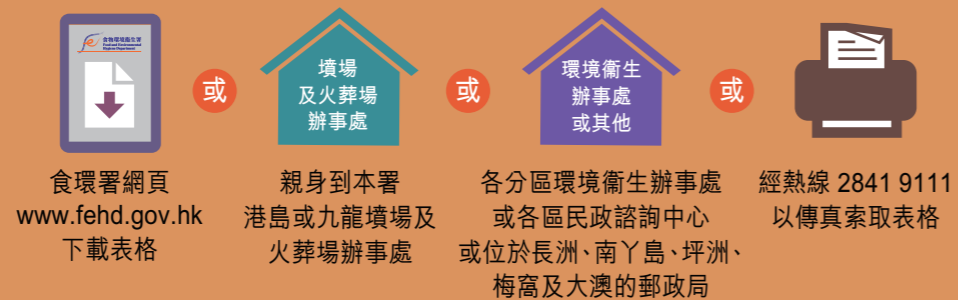 食物環境衞生署
Food and Environmental
Hygiene Department
或
墳場
及火葬場
辦事處
或
環境衞生
辦事處
或其他
或
食環署網頁
www.fehd.gov.hk
下載表格
親身到本署
港島或九龍墳場及
火葬場辦事處
各分區環境衞生辦事處
或各區民政諮詢中心
或位於長洲、南丫島、坪洲、
梅窩及大澳的郵政局
經熱線 2841 9111
以傳真索取表格